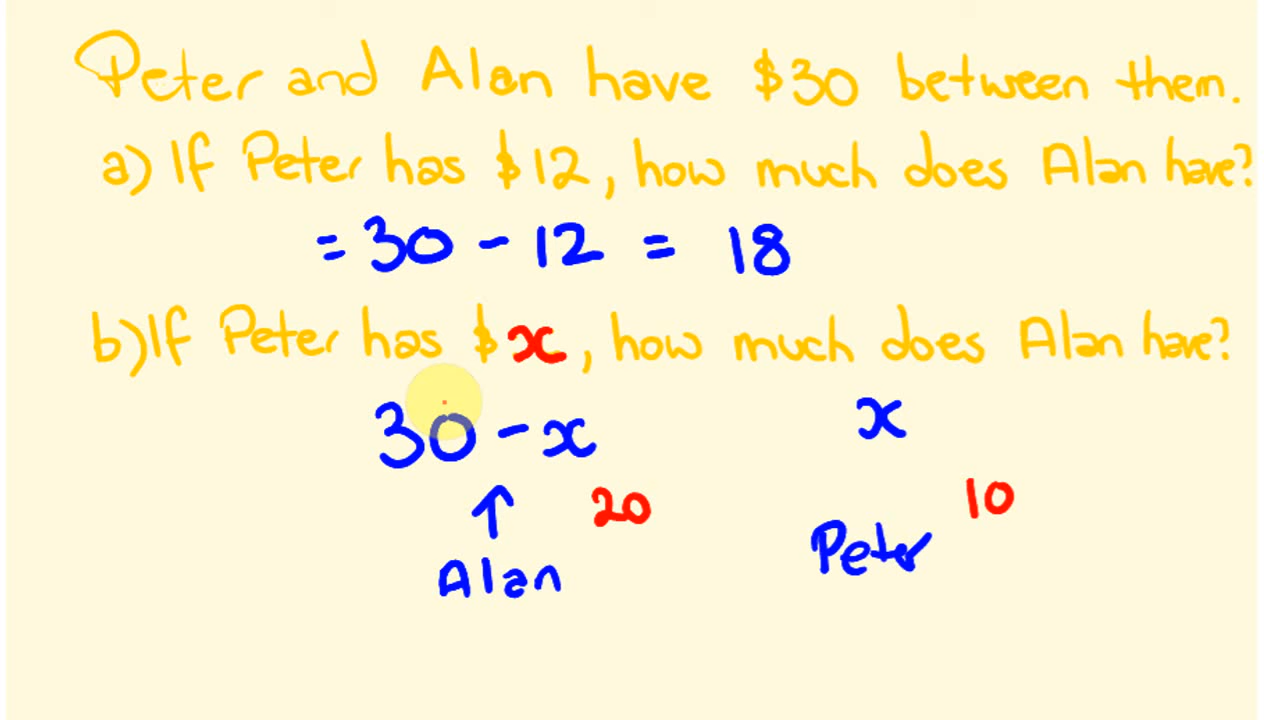 Peter and Alan have $30 between them.
a) If Peter has $12, how much does Alan have?
= 30 - 12 = 18
b) If Peter has $x, how much does Alan have?
30 - x x
↑ 20 10
Alan Peter